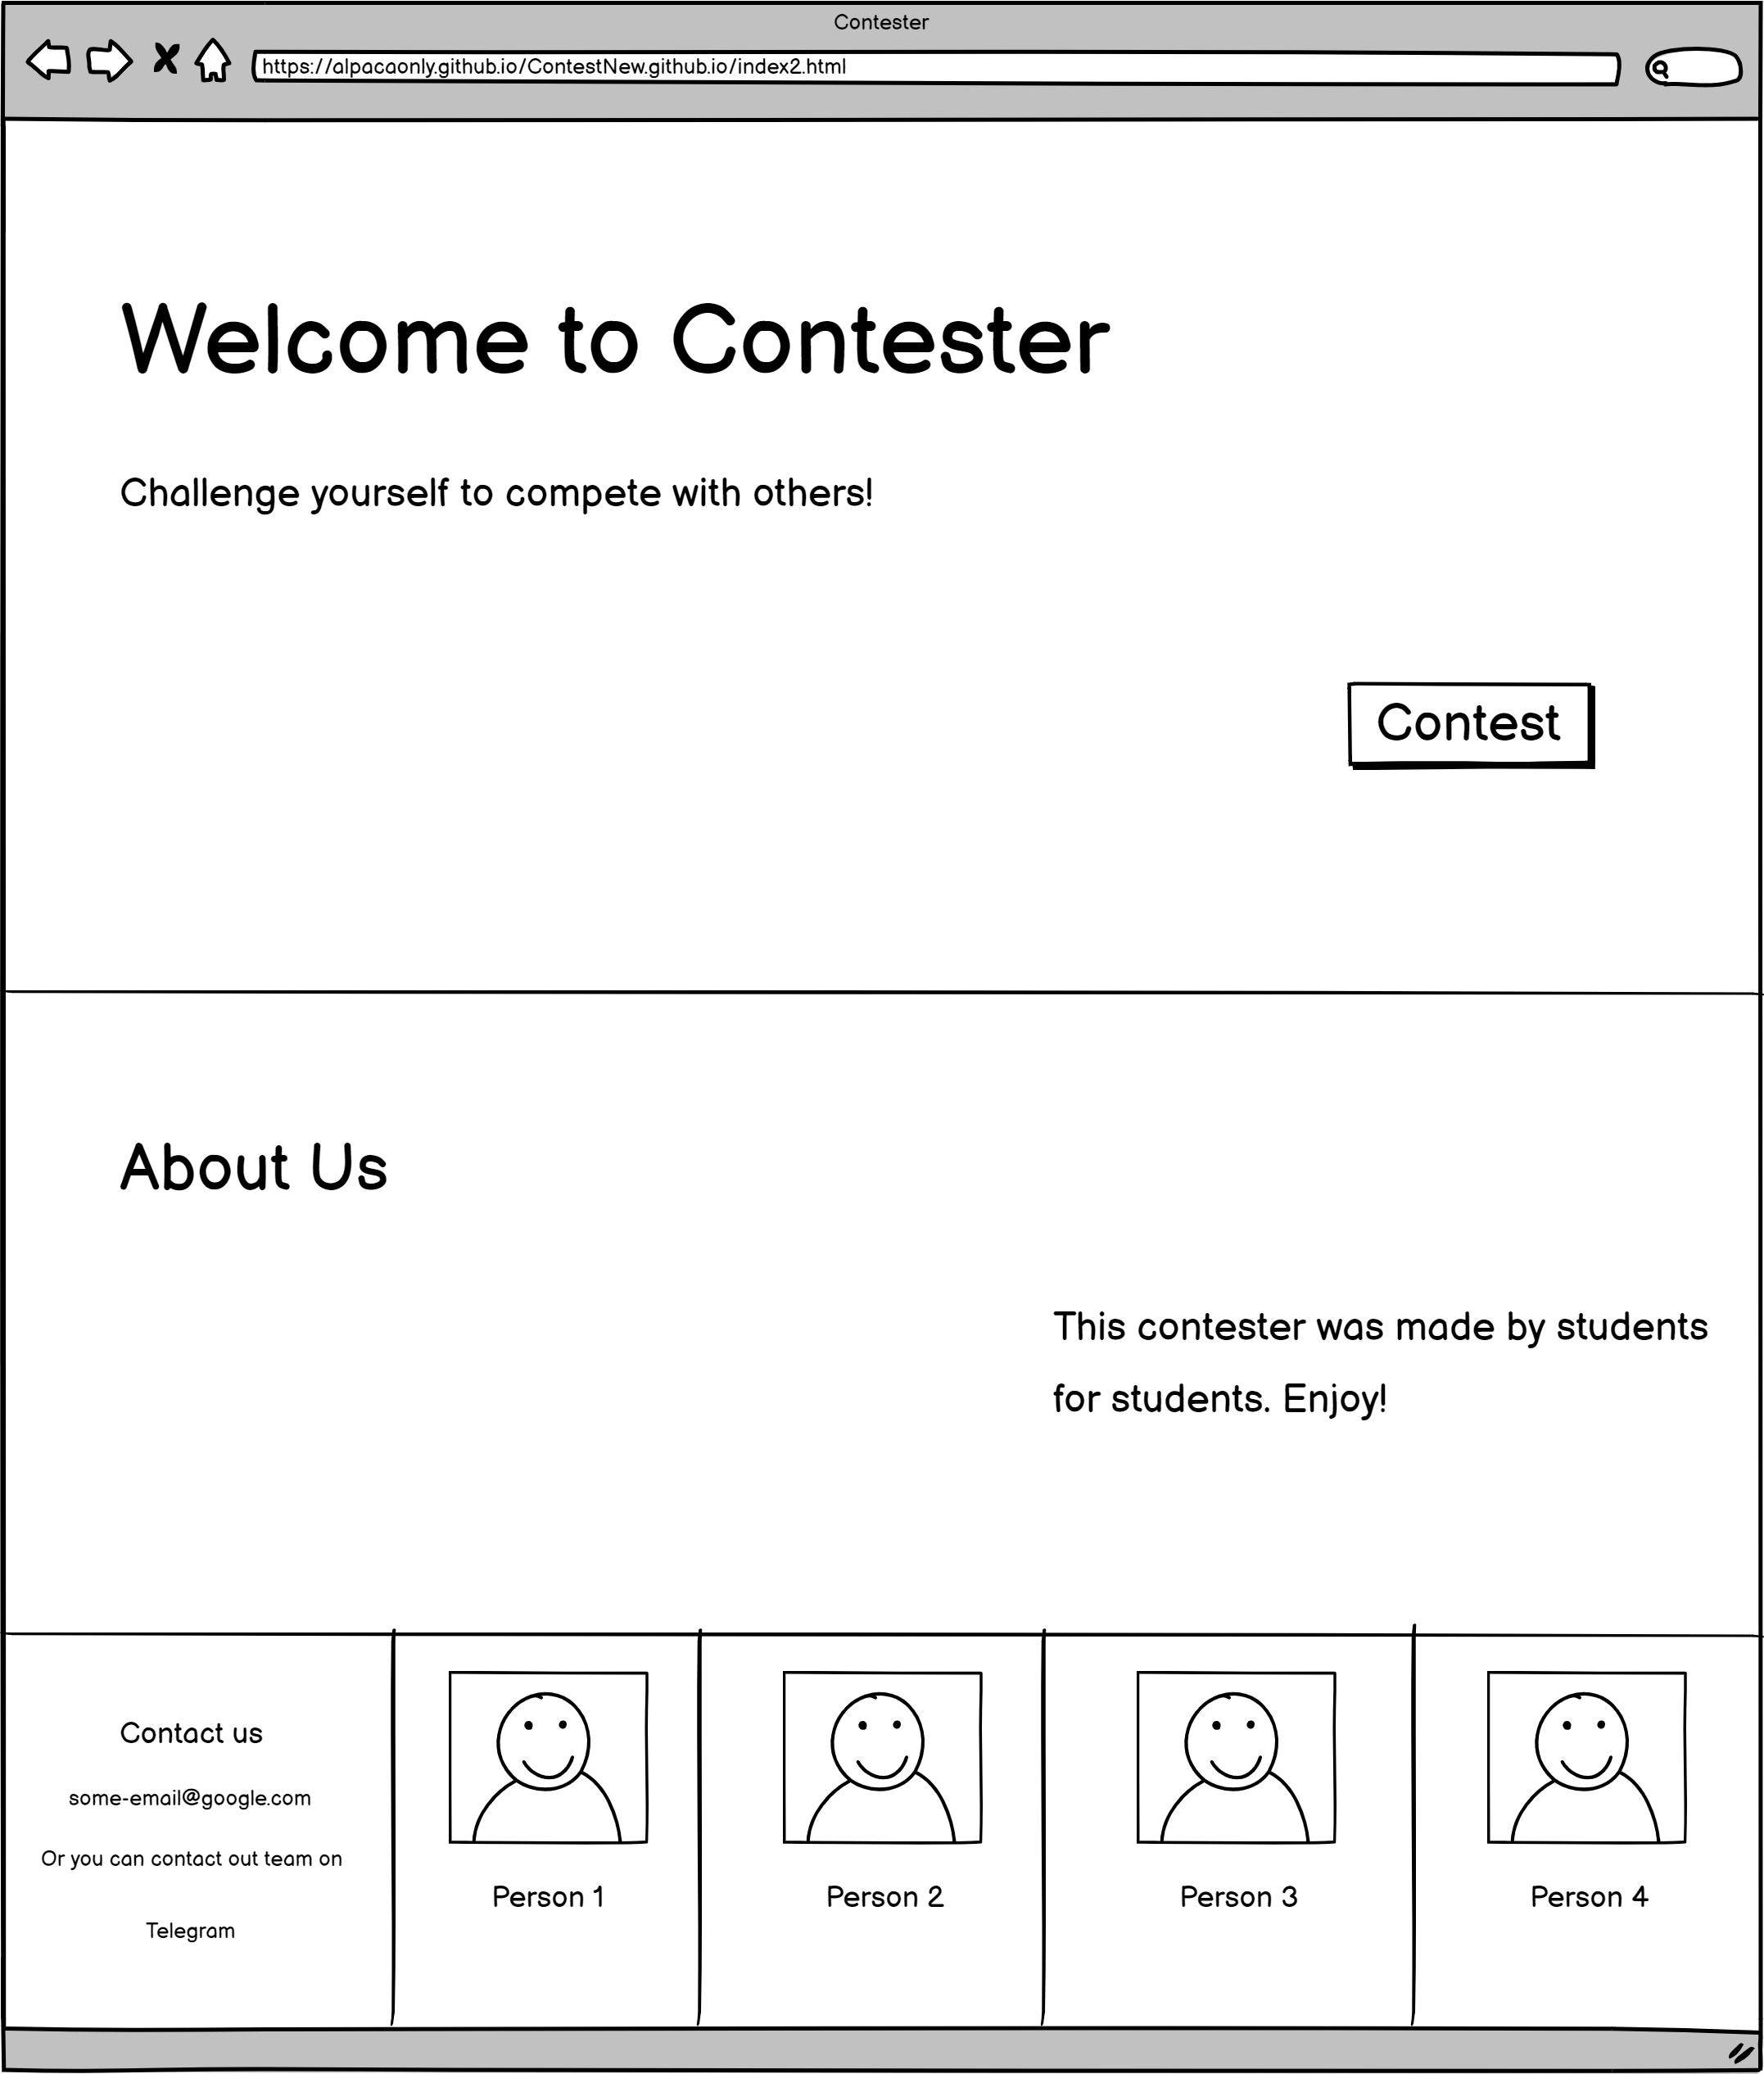 Contester
https://alpacaonly.github.io/ContestNew.github.io/index2.html
Welcome to Contester
Challenge yourself to compete with others!
Contest
About Us
This contester was made by students
for students. Enjoy!
Contact us
some-email@google.com
Or you can contact out team on
Telegram
Person 1
Person 2
Person 3
Person 4